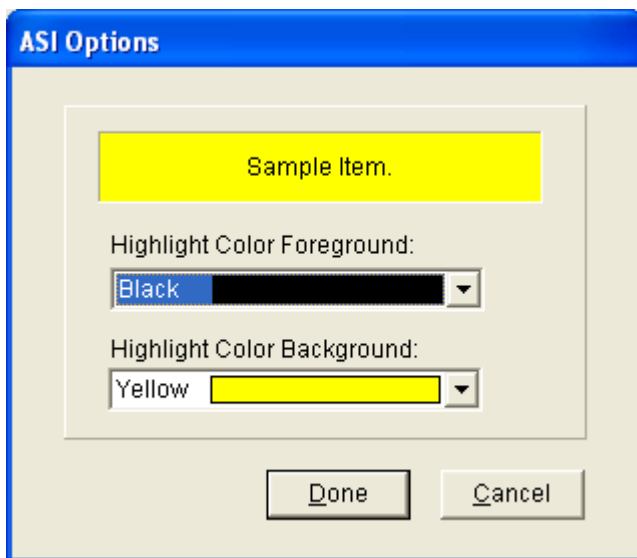 ASI Options
Sample Item.
Highlight Color Foreground:
Black
Highlight Color Background:
Yellow
Done Cancel